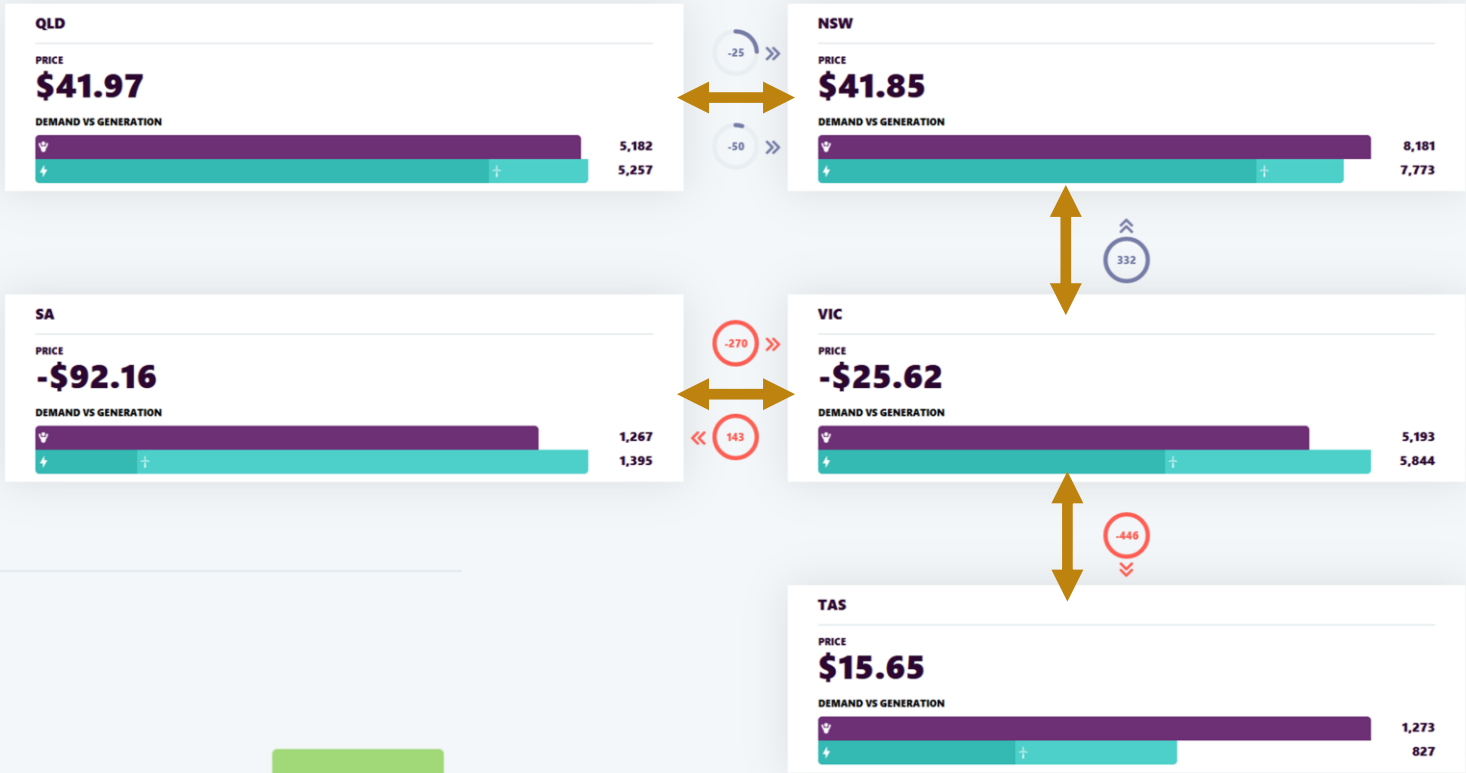 QLD
PRICE
$41.97
DEMAND VS GENERATION
5,182
5,257
-25
-50
NSW
PRICE
$41.85
DEMAND VS GENERATION
8,181
7,773
332
SA
PRICE
-$92.16
DEMAND VS GENERATION
1,267
1,395
-270
143
VIC
PRICE
-$25.62
DEMAND VS GENERATION
5,193
5,844
-446
TAS
PRICE
$15.65
DEMAND VS GENERATION
1,273
827